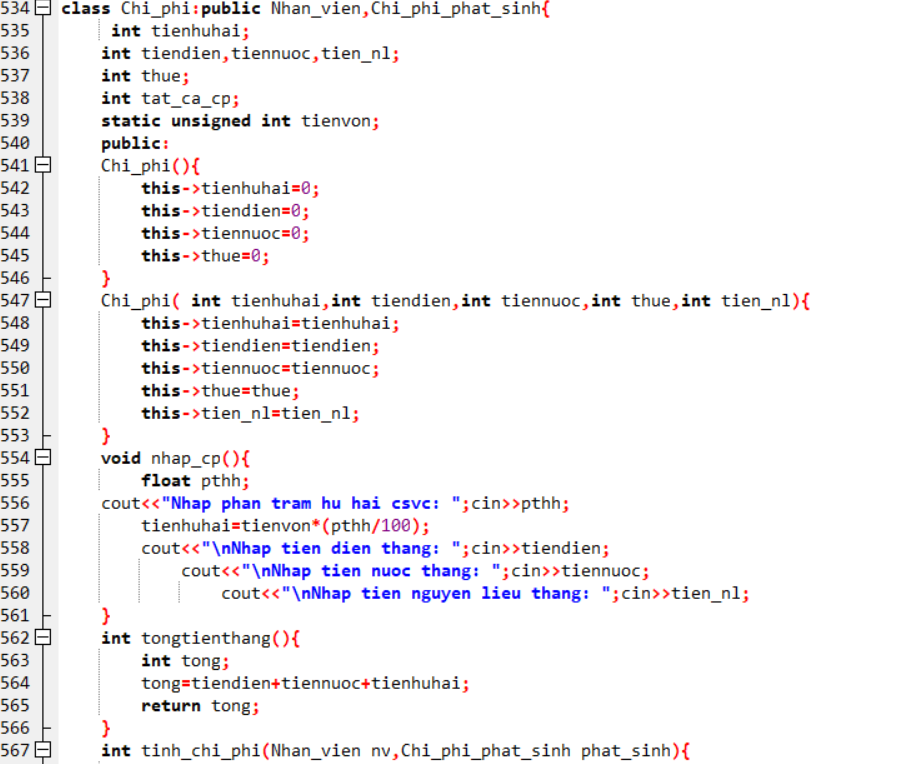 534 class Chi_phi:public Nhan_vien,Chi_phi_phat_sinh{
535 int tienhuhai;
536 int tiendien,tiennuoc,tien_nl;
537 int thue;
538 int tat_ca_cp;
539 static unsigned int tienvon;
540 public:
541 Chi_phi(){
542 this->tienhuhai=0;
543 this->tiendien=0;
544 this->tiennuoc=0;
545 this->thue=0;
546 }
547 Chi_phi( int tienhuhai,int tiendien,int tiennuoc,int thue,int tien_nl){
548 this->tienhuhai=tienhuhai;
549 this->tiendien=tiendien;
550 this->tiennuoc=tiennuoc;
551 this->thue=thue;
552 this->tien_nl=tien_nl;
553 }
554 void nhap_cp(){
555 float pthh;
556 cout<<"Nhap phan tram hu hai csvc: ";cin>>pthh;
557 tienhuhai=tienvon*(pthh/100);
558 cout<<"\nNhap tien dien thang: ";cin>>tiendien;
559 cout<<"\nNhap tien nuoc thang: ";cin>>tiennuoc;
560 cout<<"\nNhap tien nguyen lieu thang: ";cin>>tien_nl;
561 }
562 int tongtienthang(){
563 int tong;
564 tong=tiendien+tiennuoc+tienhuhai;
565 return tong;
566 }
567 int tinh_chi_phi(Nhan_vien nv,Chi_phi_phat_sinh phat_sinh){